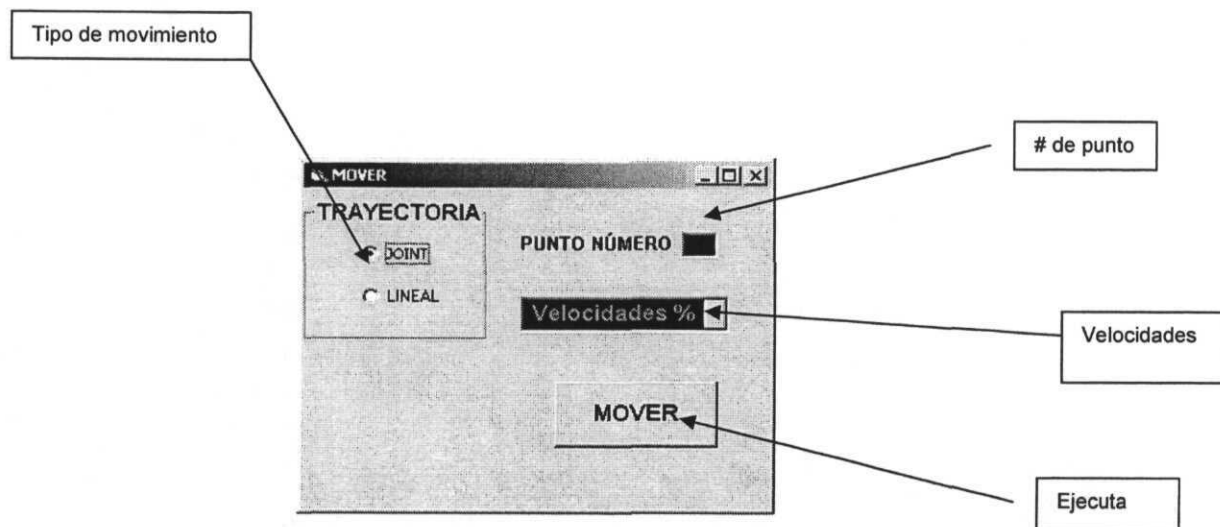 Tipo de movimiento
# de punto
MOVER
TRAYECTORIA
JOINT
LINEAL
PUNTO NÚMERO
Velocidades %
Velocidades
MOVER
Ejecuta